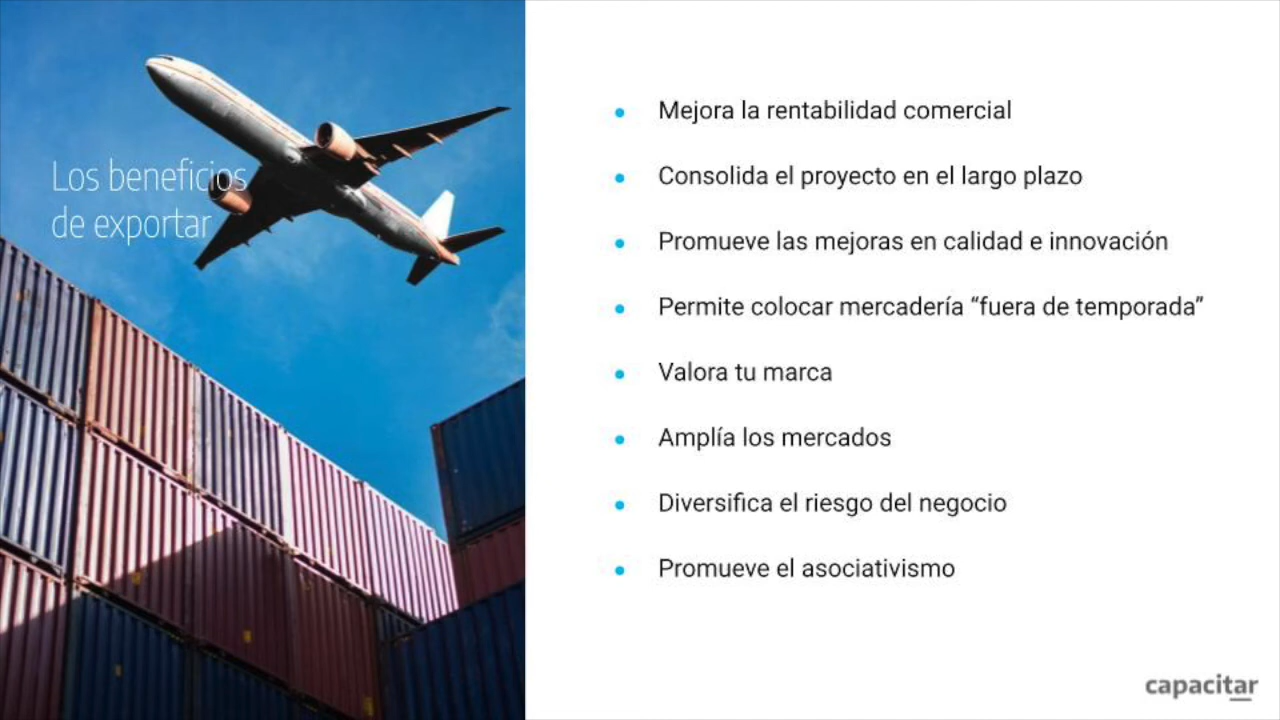 Los beneficios
de exportar
Mejora la rentabilidad comercial
Consolida el proyecto en el largo plazo
Promueve las mejoras en calidad e innovación
Permite colocar mercadería “fuera de temporada”
Valora tu marca
Amplía los mercados
Diversifica el riesgo del negocio
Promueve el asociativismo
capacitar